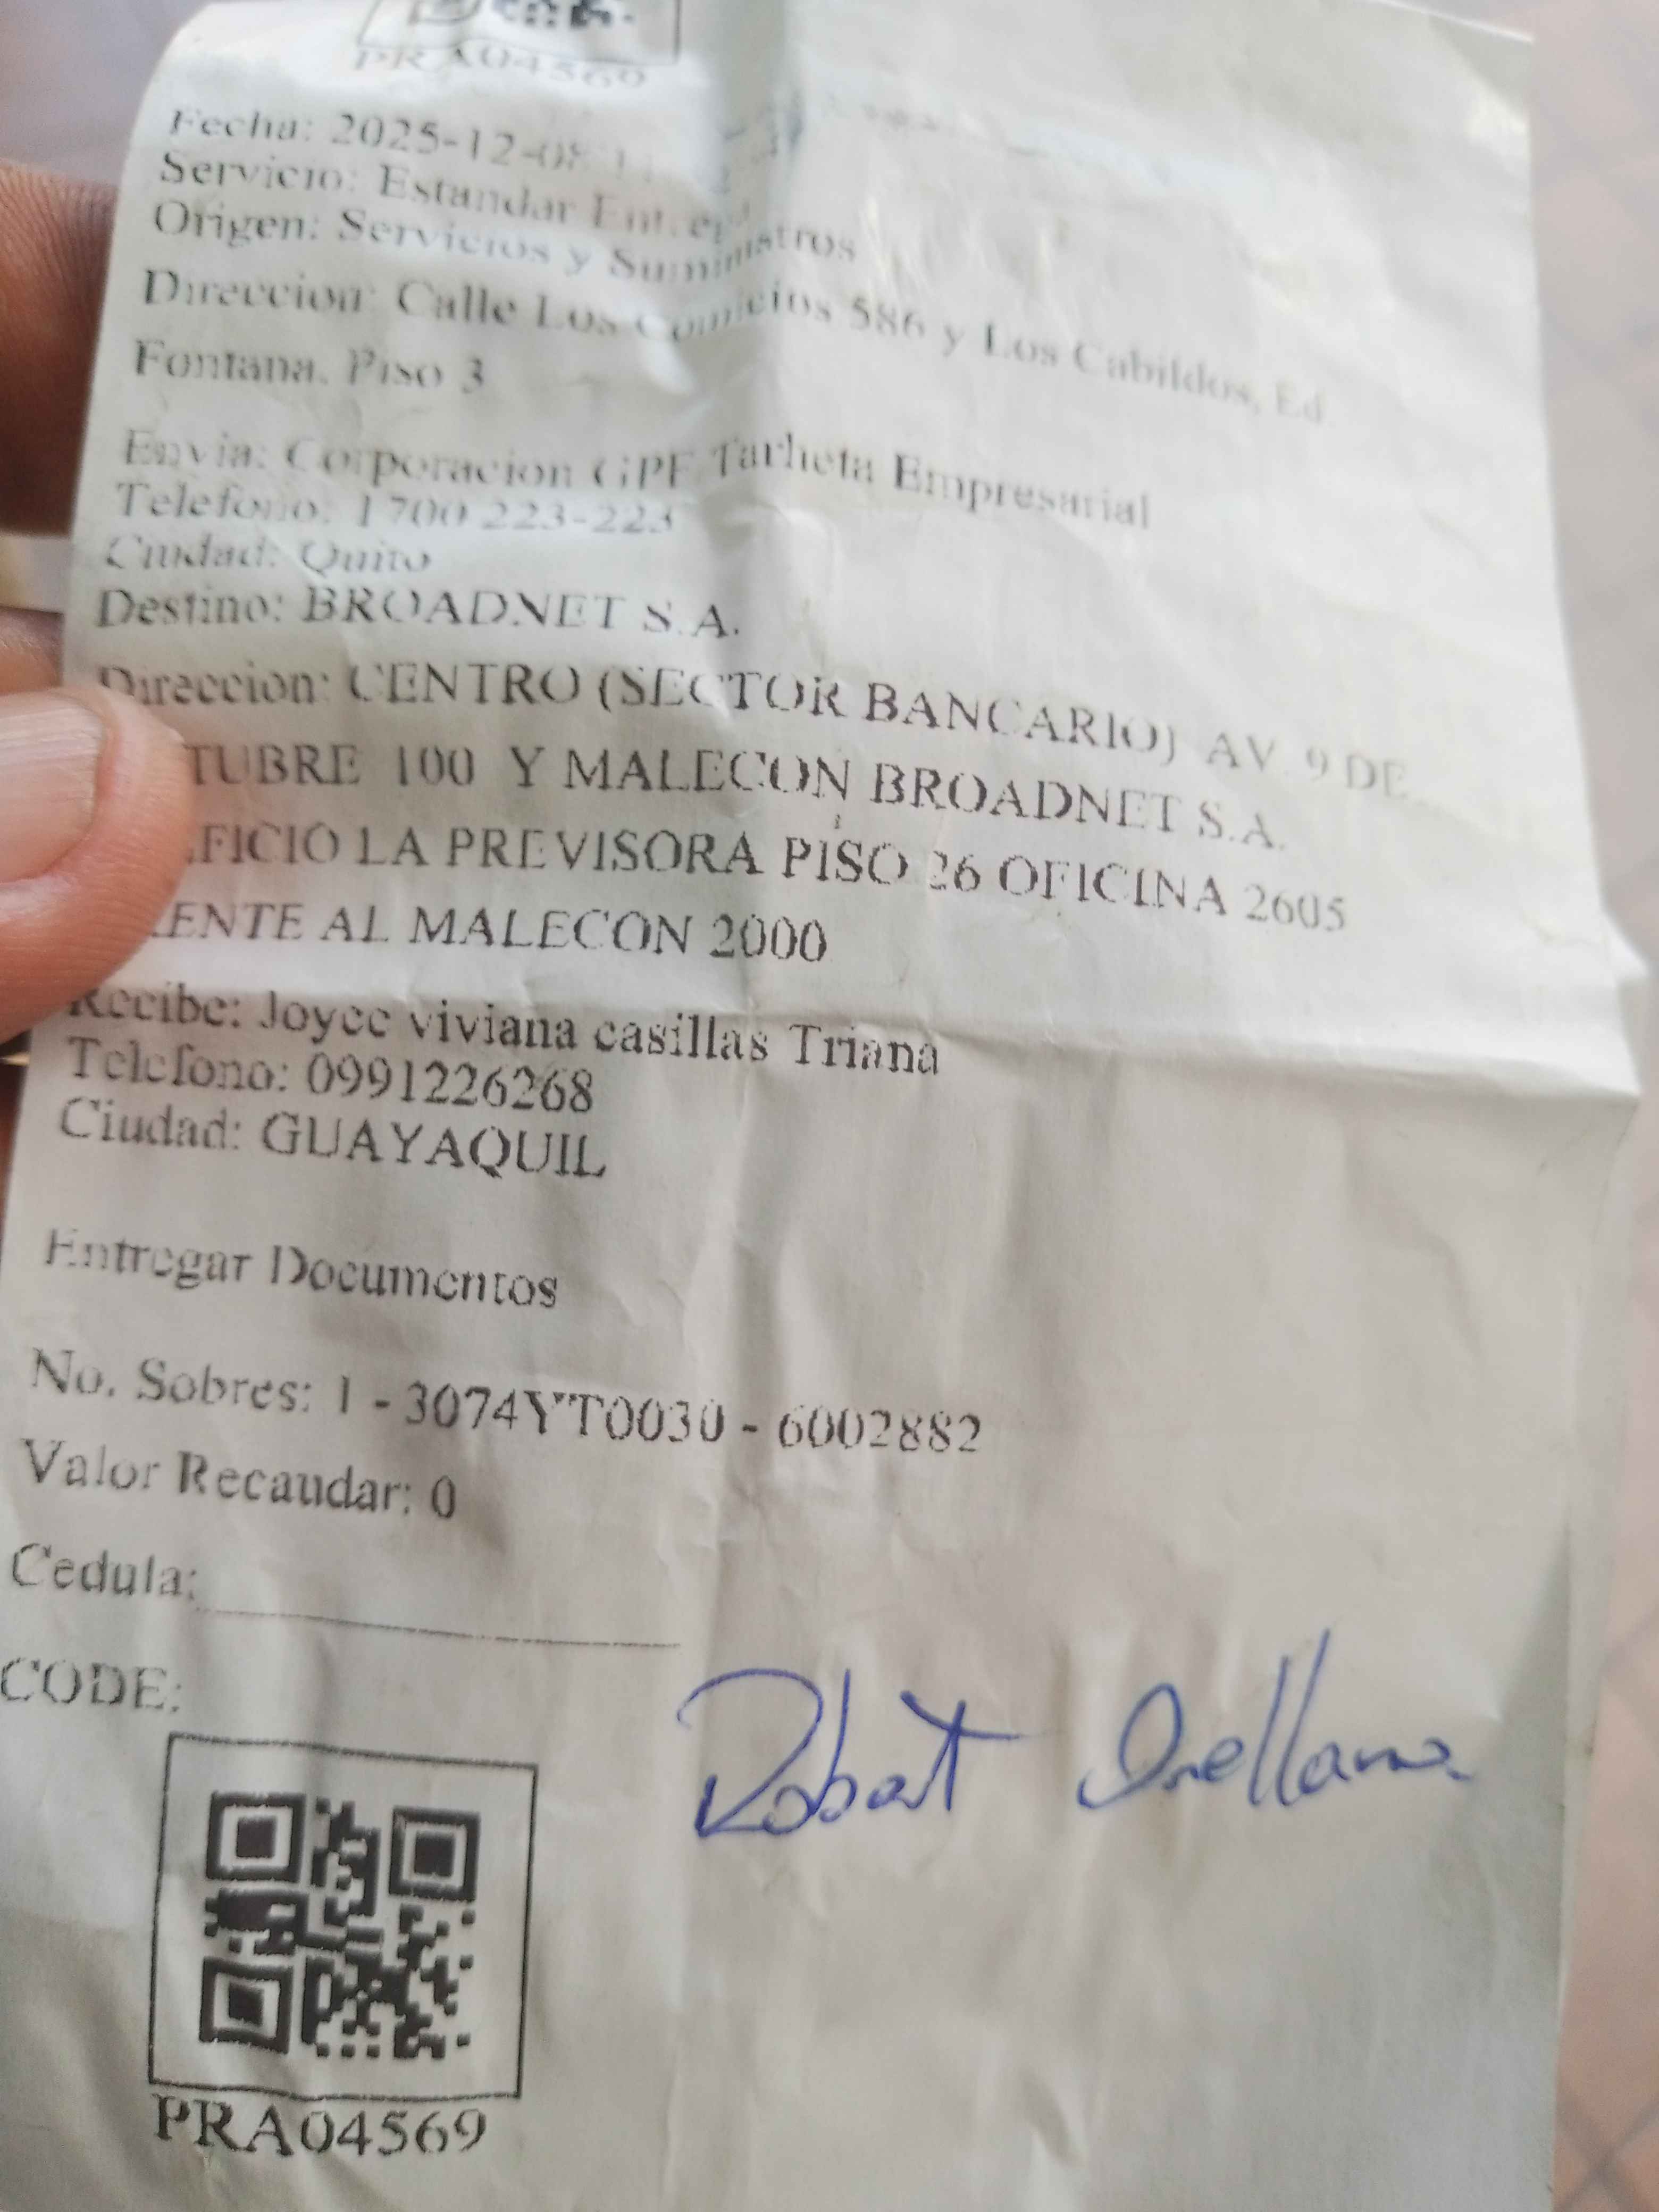 PRA04569
Fecha: 2025-12-08
Servicio: Estandar
Origen: Servicios y Suministros
Direccion: Calle Los Comicios 586 y Los Cabildos, Ed
Fontana, Piso 3
Envia: Corporacion GPF Tarheta Empresarial
Telefono: 1700 223-223
Ciudad: Quito
Destino: BROADNET S.A.
Direccion: CENTRO (SECTOR BANCARIO) AV. 9 DE
TUBRE 100 Y MALECON BROADNET S.A.
FICIO LA PREVISORA PISO 26 OFICINA 2605
ENTE AL MALECON 2000
Recibe: Joyce viviana casillas Triana
Telefono: 0991226268
Ciudad: GUAYAQUIL
Entregar Documentos
No. Sobres: 1 - 3074YT0030 - 6002882
Valor Recaudar: 0
Cedula:
CODE:
Robert Orellana
PRA04569